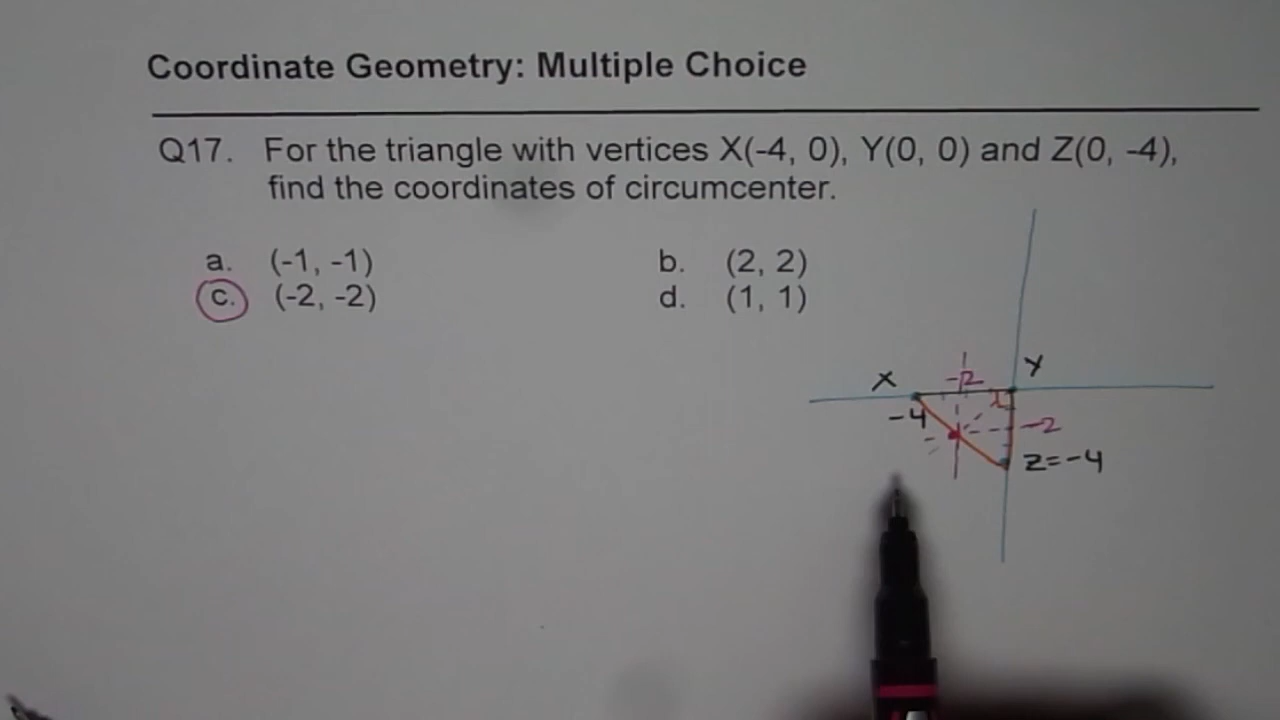 Coordinate Geometry: Multiple Choice
Q17. For the triangle with vertices X(-4, 0), Y(0, 0) and Z(0, -4),
find the coordinates of circumcenter.
a. (-1, -1) b. (2, 2)
c. (-2, -2) d. (1, 1)
X -2 Y
-4 -2
Z=-4